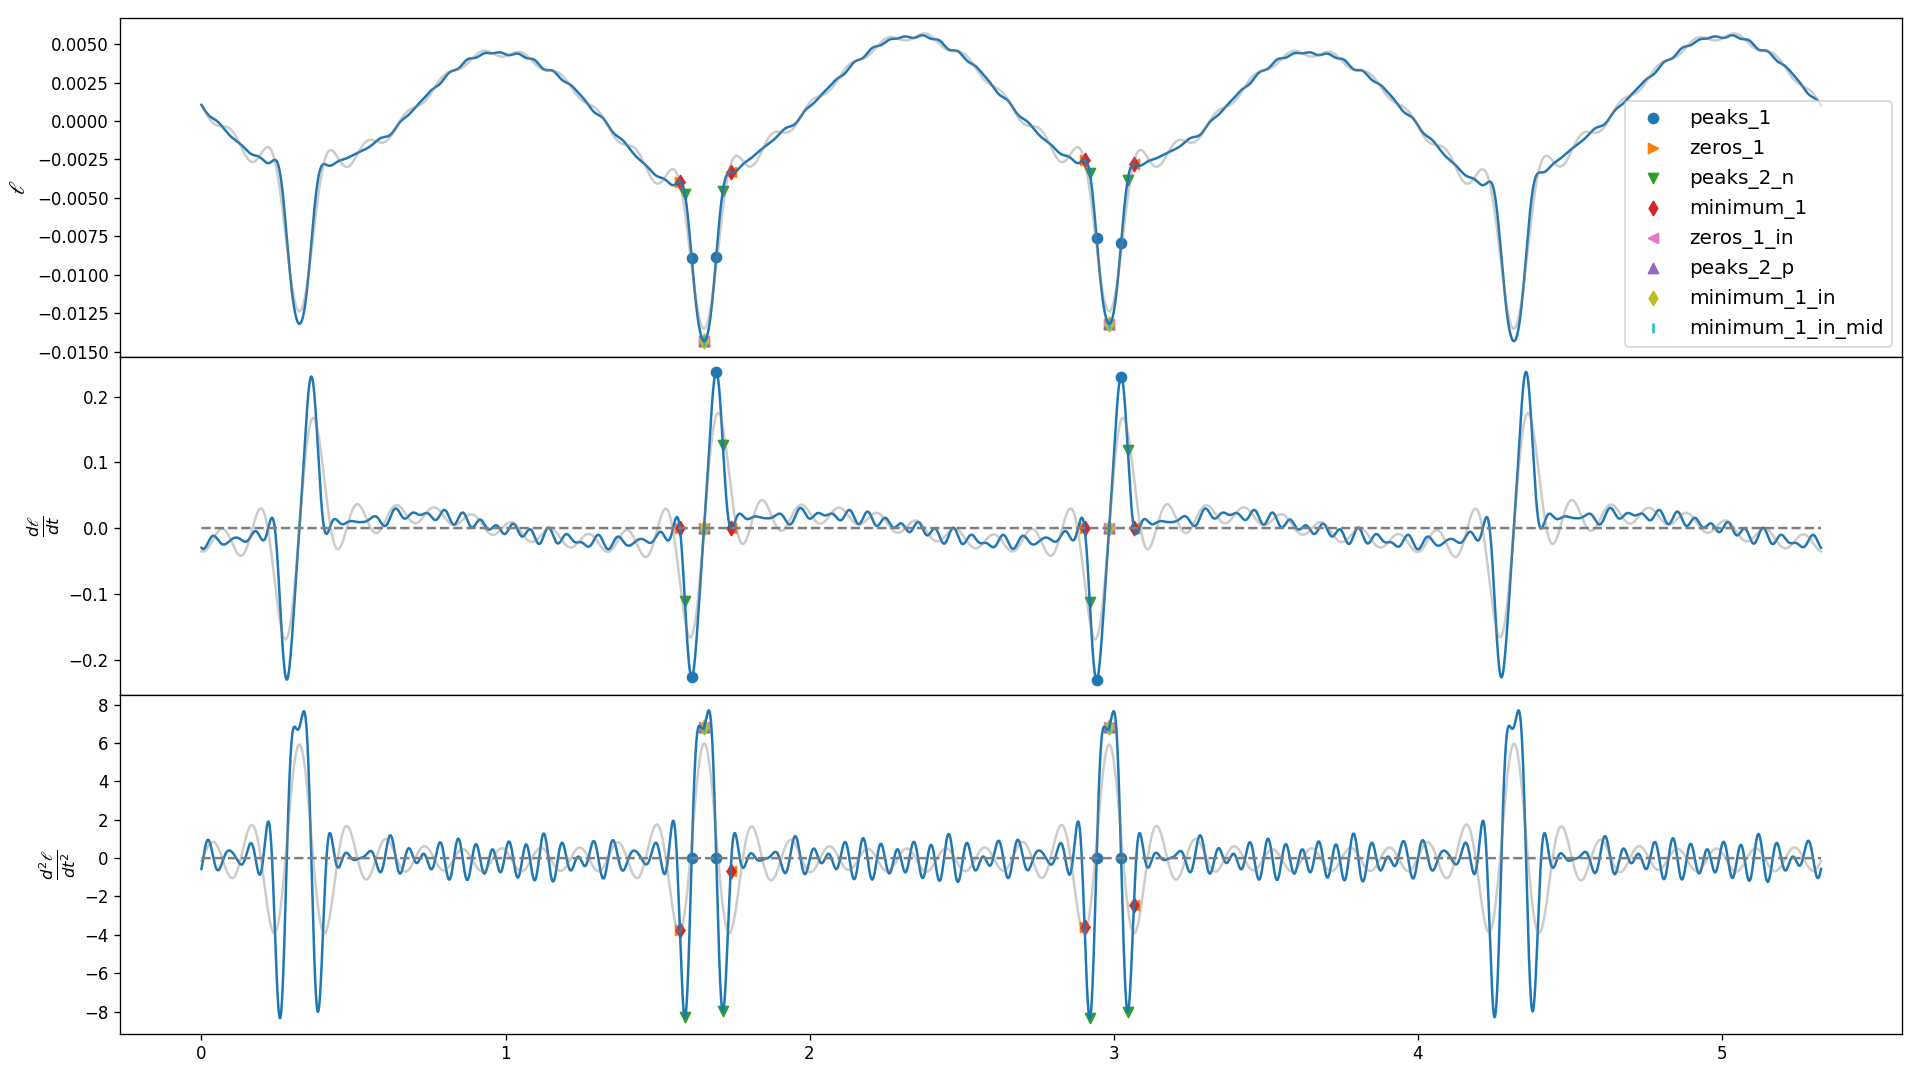 0.0050
0.0025
0.0000
−0.0025
−0.0050
−0.0075
−0.0100
−0.0125
−0.0150
ℓ
peaks_1
zeros_1
peaks_2_n
minimum_1
zeros_1_in
peaks_2_p
minimum_1_in
minimum_1_in_mid
0.2
0.1
0.0
−0.1
−0.2
dℓ
dt
8
6
4
2
0
−2
−4
−6
−8
d²ℓ
dt²
0 1 2 3 4 5